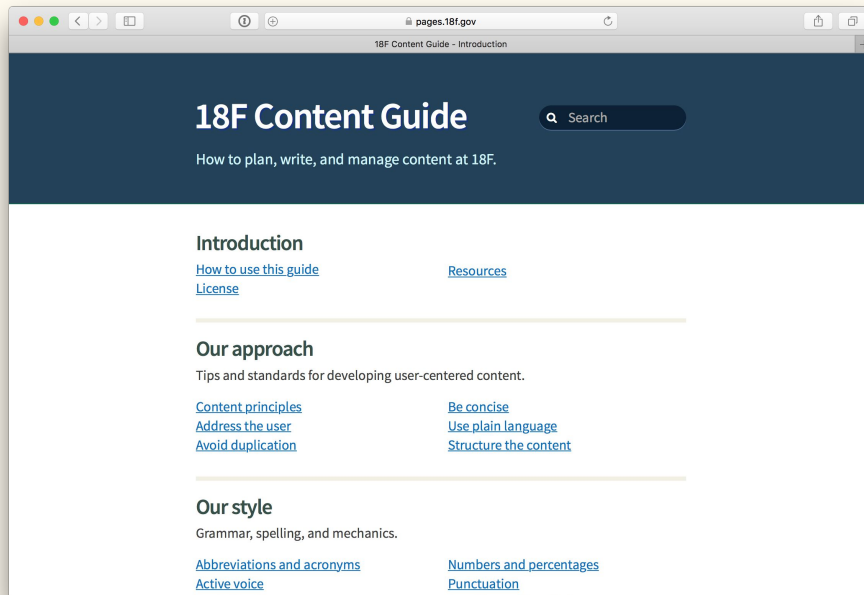 pages.18f.gov
18F Content Guide - Introduction
18F Content Guide
Search
How to plan, write, and manage content at 18F.
Introduction
How to use this guide
Resources
License
Our approach
Tips and standards for developing user-centered content.
Content principles
Be concise
Address the user
Use plain language
Avoid duplication
Structure the content
Our style
Grammar, spelling, and mechanics.
Abbreviations and acronyms
Numbers and percentages
Active voice
Punctuation